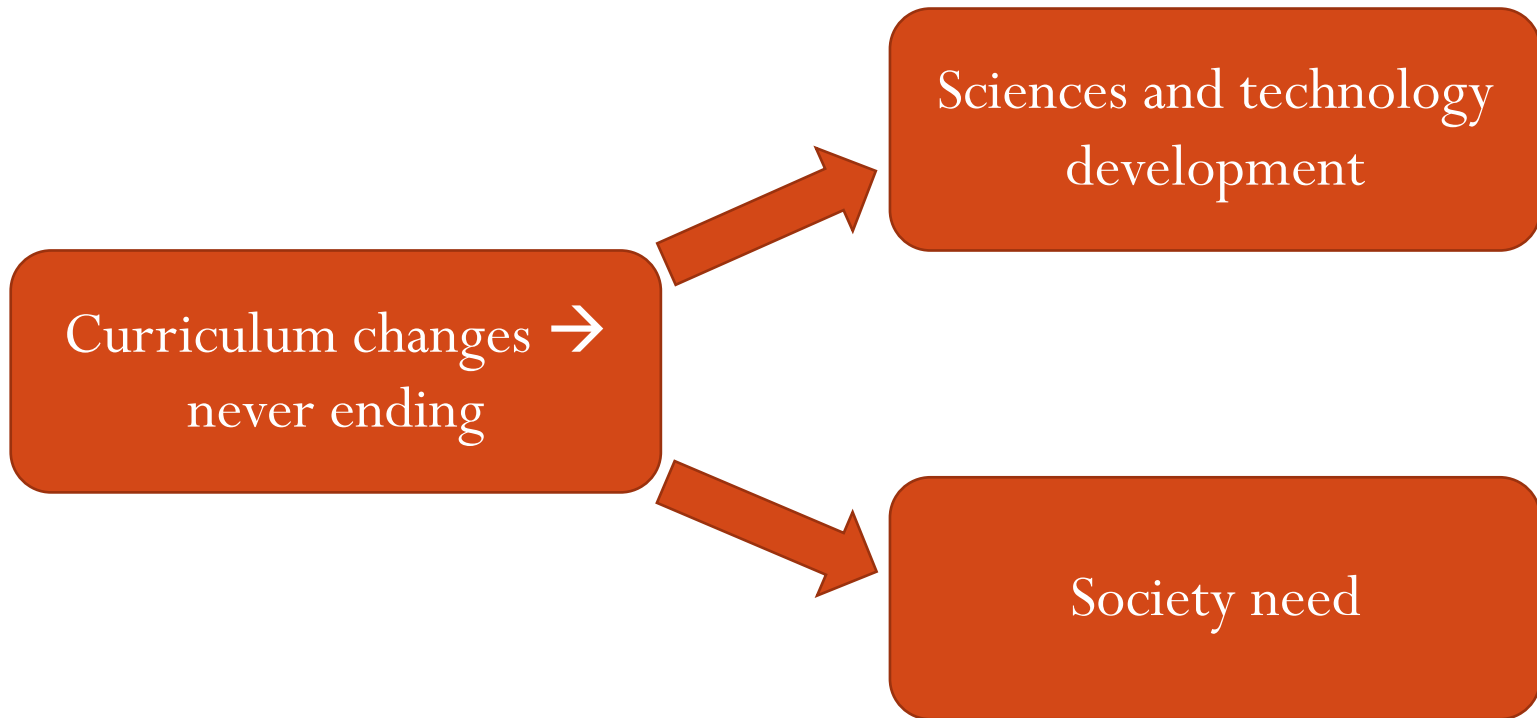 Sciences and technology
development
Curriculum changes →
never ending
Society need